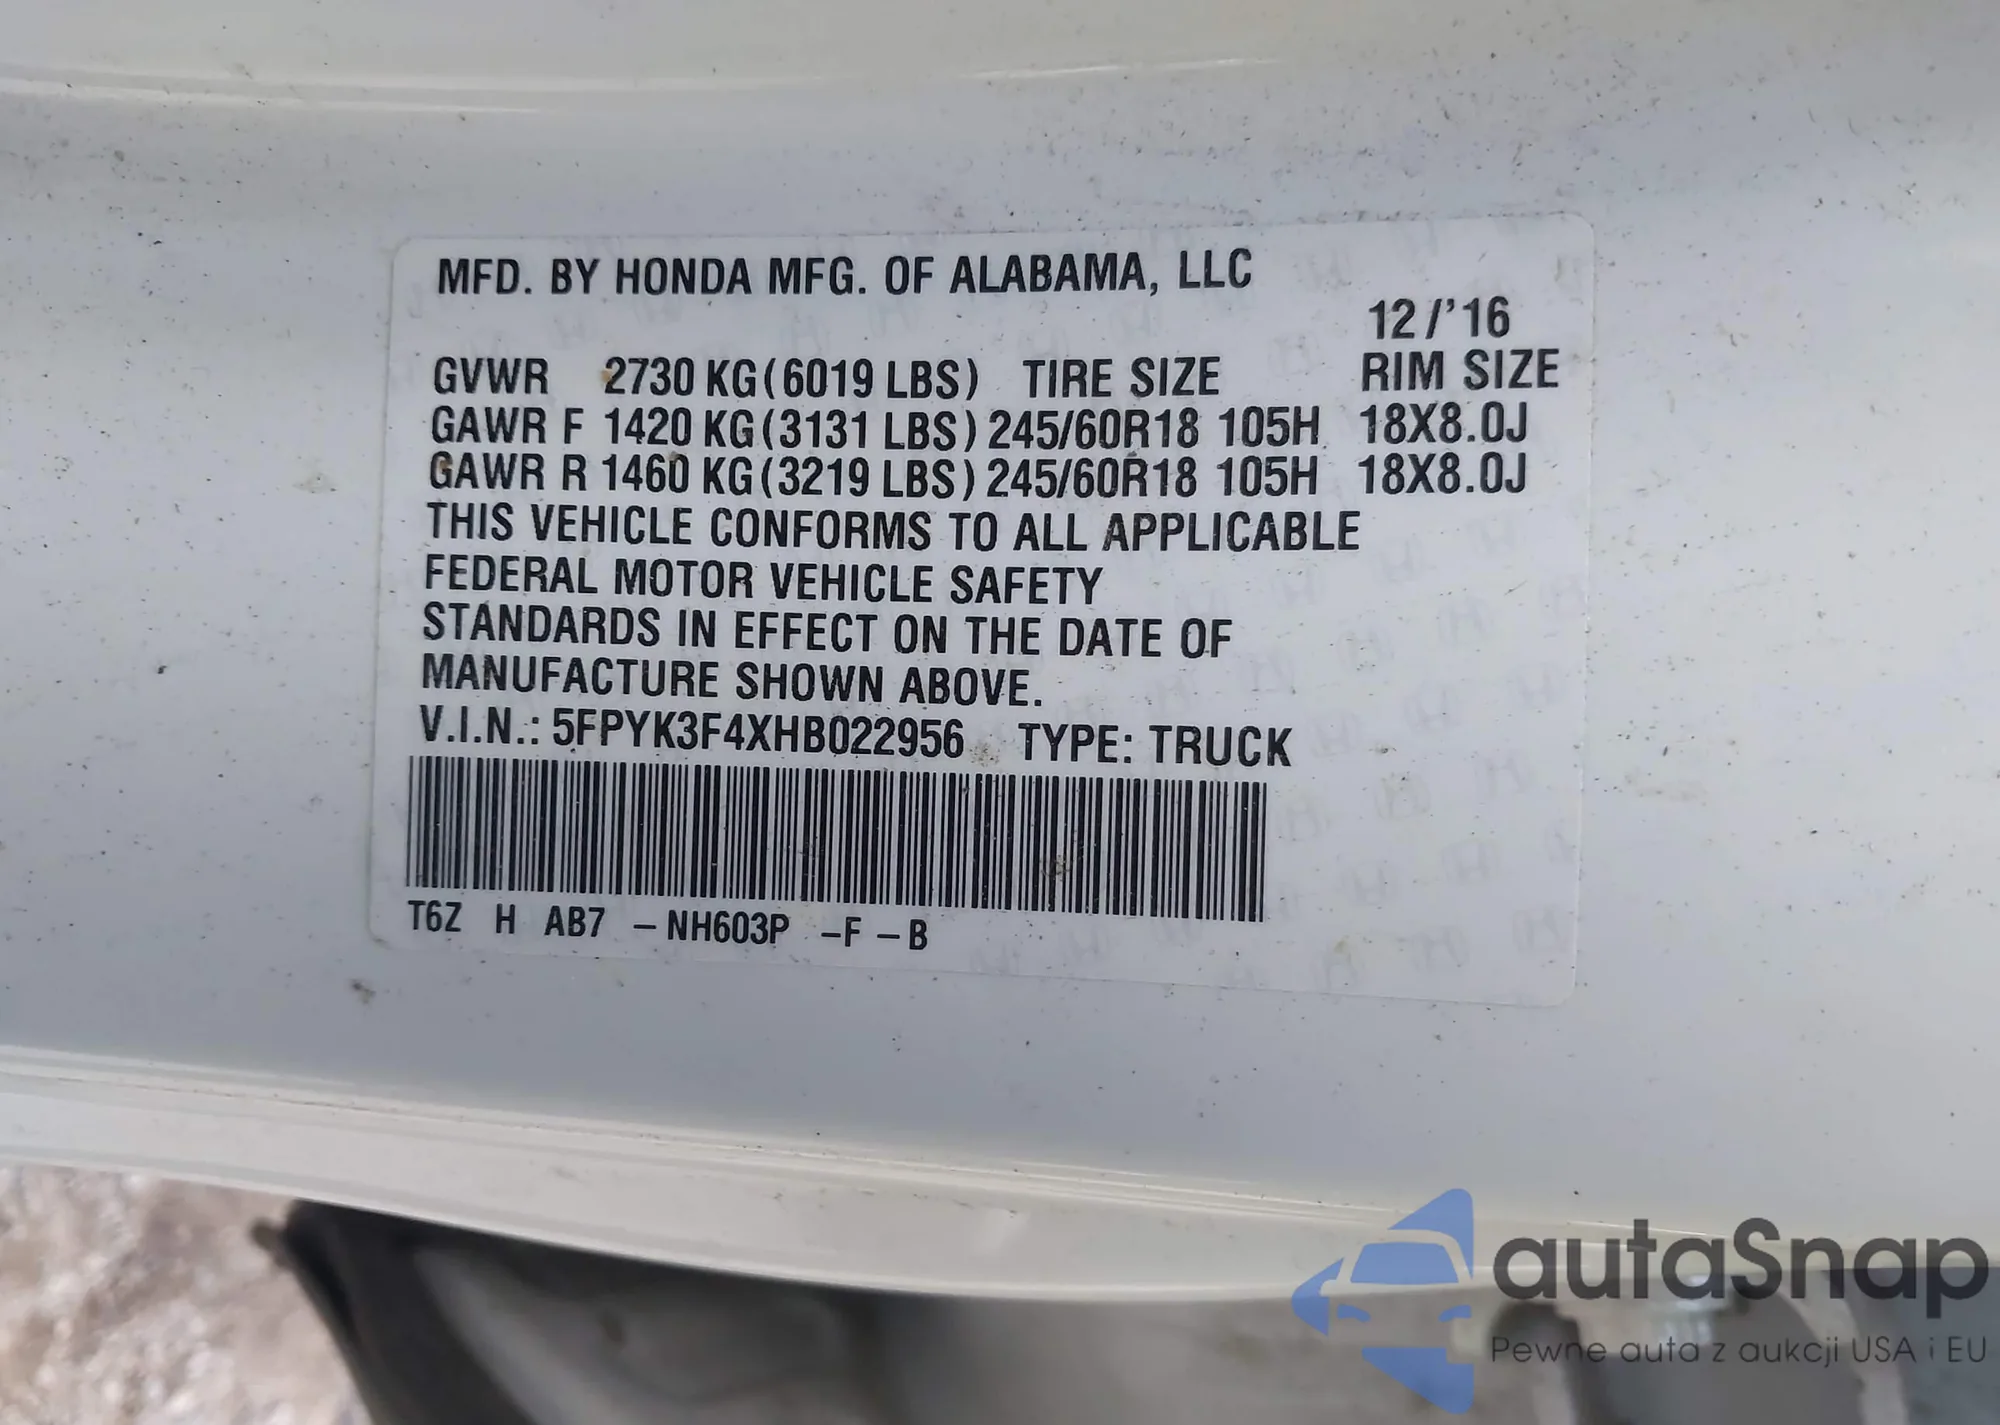 MFD. BY HONDA MFG. OF ALABAMA, LLC
12/'16
GVWR 2730 KG(6019 LBS) TIRE SIZE RIM SIZE
GAWR F 1420 KG(3131 LBS) 245/60R18 105H 18X8.0J
GAWR R 1460 KG(3219 LBS) 245/60R18 105H 18X8.0J
THIS VEHICLE CONFORMS TO ALL APPLICABLE
FEDERAL MOTOR VEHICLE SAFETY
STANDARDS IN EFFECT ON THE DATE OF
MANUFACTURE SHOWN ABOVE.
V.I.N.: 5FPYK3F4XHB022956 TYPE: TRUCK
T6Z H AB7 -NH603P -F -B
autaSnap
Pewne auta z aukcji USA i EU